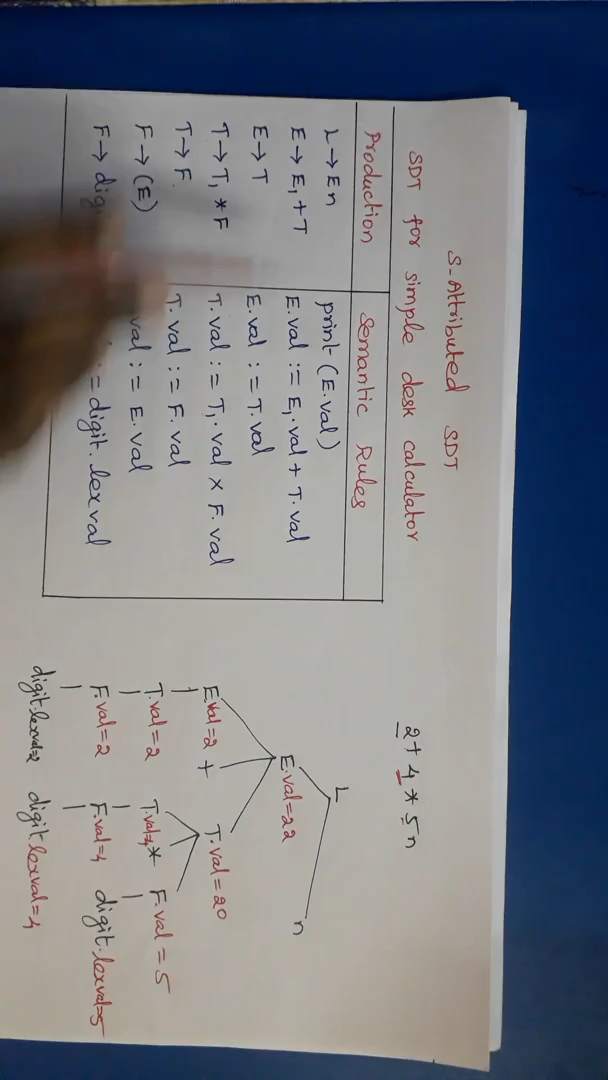 S-Attributed SDT
SDT for simple desk calculator
Production Semantic Rules
L → En print (E.val)
E → E₁ + T E.val := E₁.val + T.val
E → T E.val := T.val
T → T₁ * F T.val := T₁.val × F.val
T → F T.val := F.val
F → (E) val := E.val
F → := digit.lexval
2 + 4 * 5 n
L
E.val = 22 n
E.val = 2 + T.val = 20
T.val = 2 T.val=4 * F.val = 5
F.val = 2 F.val = 4 digit.lexval=5
digit.lexval=2 digit.lexval = 4